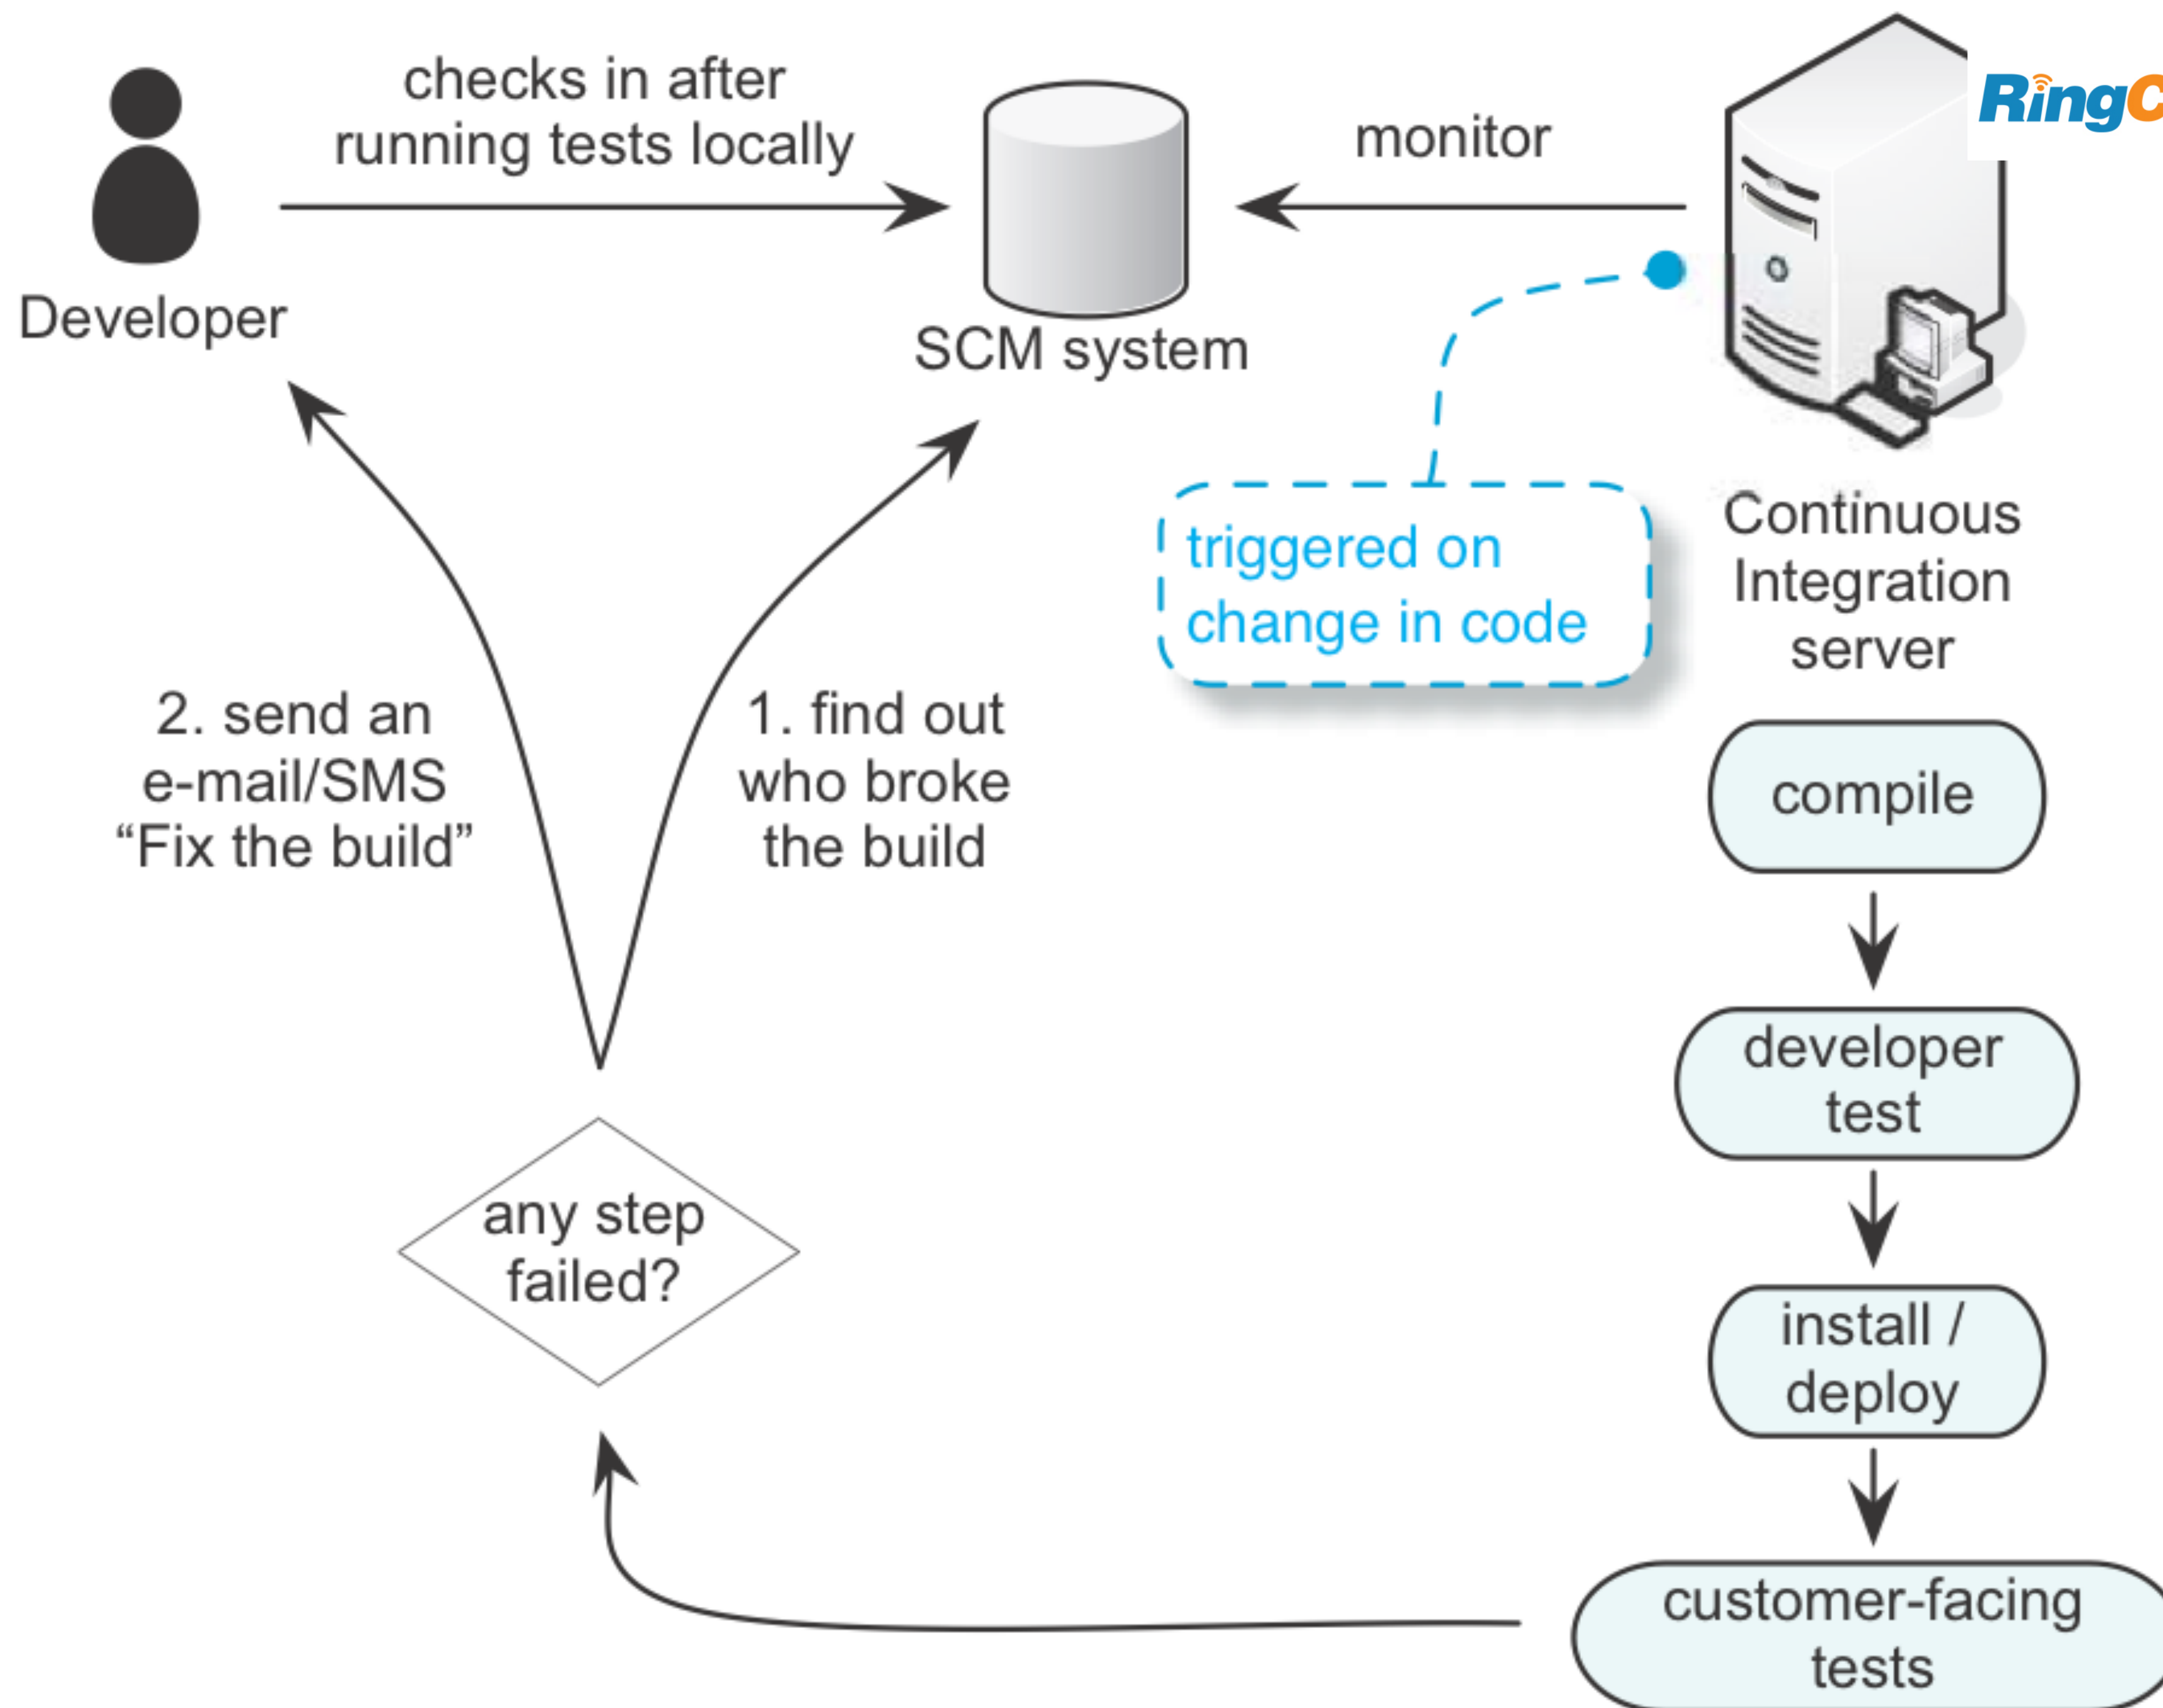 checks in after
running tests locally
monitor
RingC
Developer
SCM system
triggered on
change in code
Continuous
Integration
server
2. send an
e-mail/SMS
“Fix the build”
1. find out
who broke
the build
compile
developer
test
any step
failed?
install /
deploy
customer-facing
tests